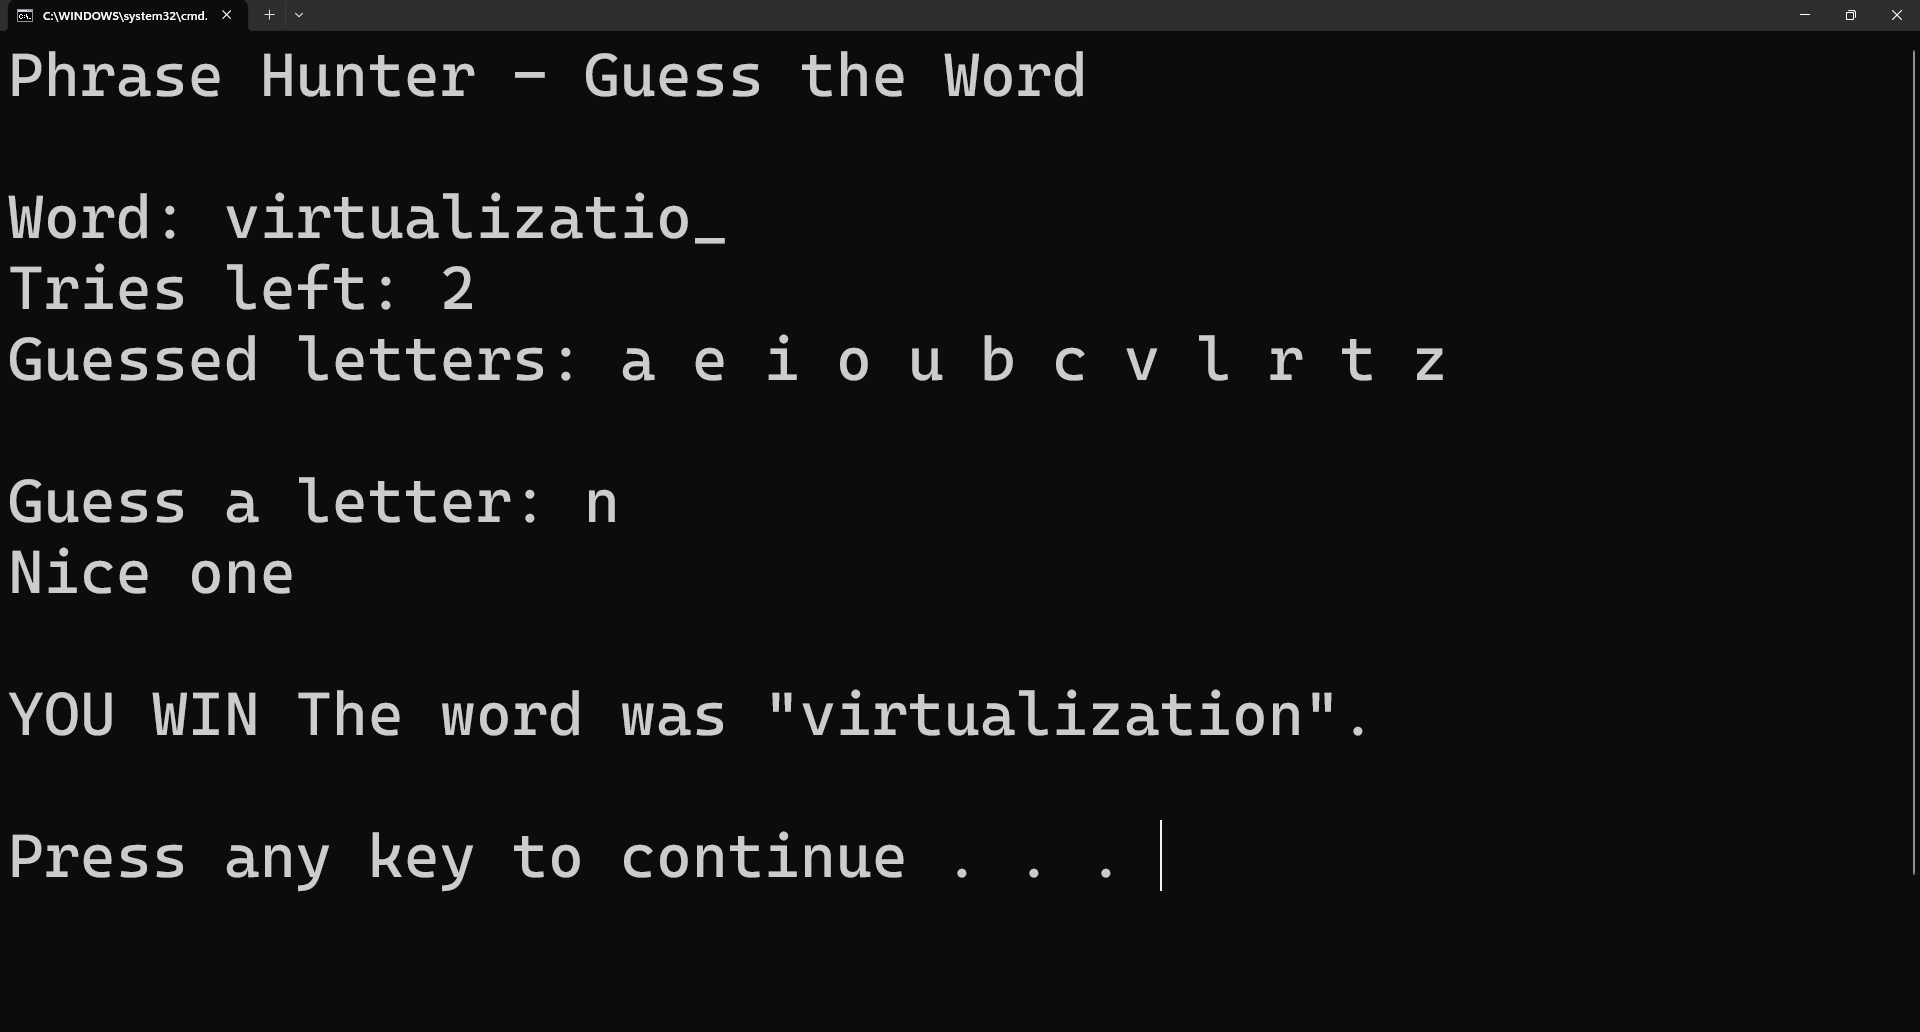 C:\WINDOWS\system32\cmd.
Phrase Hunter - Guess the Word
Word: virtualizatio_
Tries left: 2
Guessed letters: a e i o u b c v l r t z
Guess a letter: n
Nice one
YOU WIN The word was "virtualization".
Press any key to continue . . .